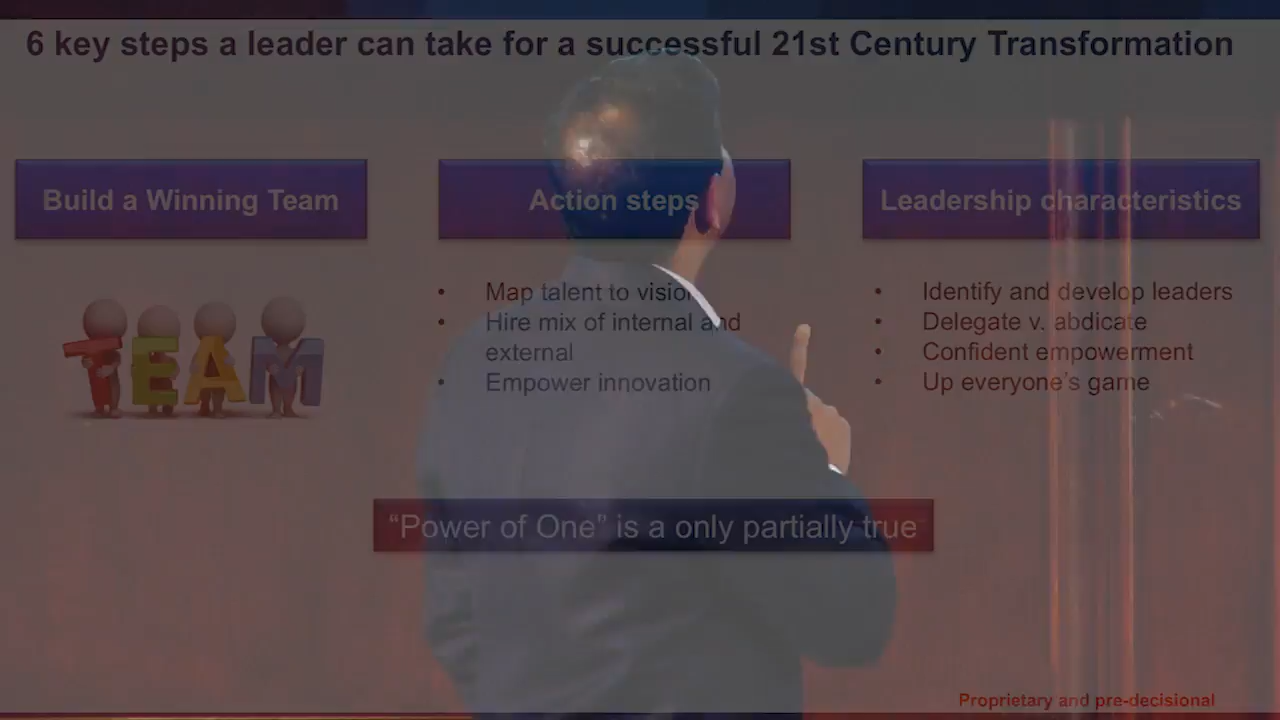 6 key steps a leader can take for a successful 21st Century Transformation
Build a Winning Team
Action steps
Leadership characteristics
TEAM
• Map talent to vision
• Hire mix of internal and
external
• Empower innovation
• Identify and develop leaders
• Delegate v. abdicate
• Confident empowerment
• Up everyone's game
“Power of One” is a only partially true
Proprietary and pre-decisional